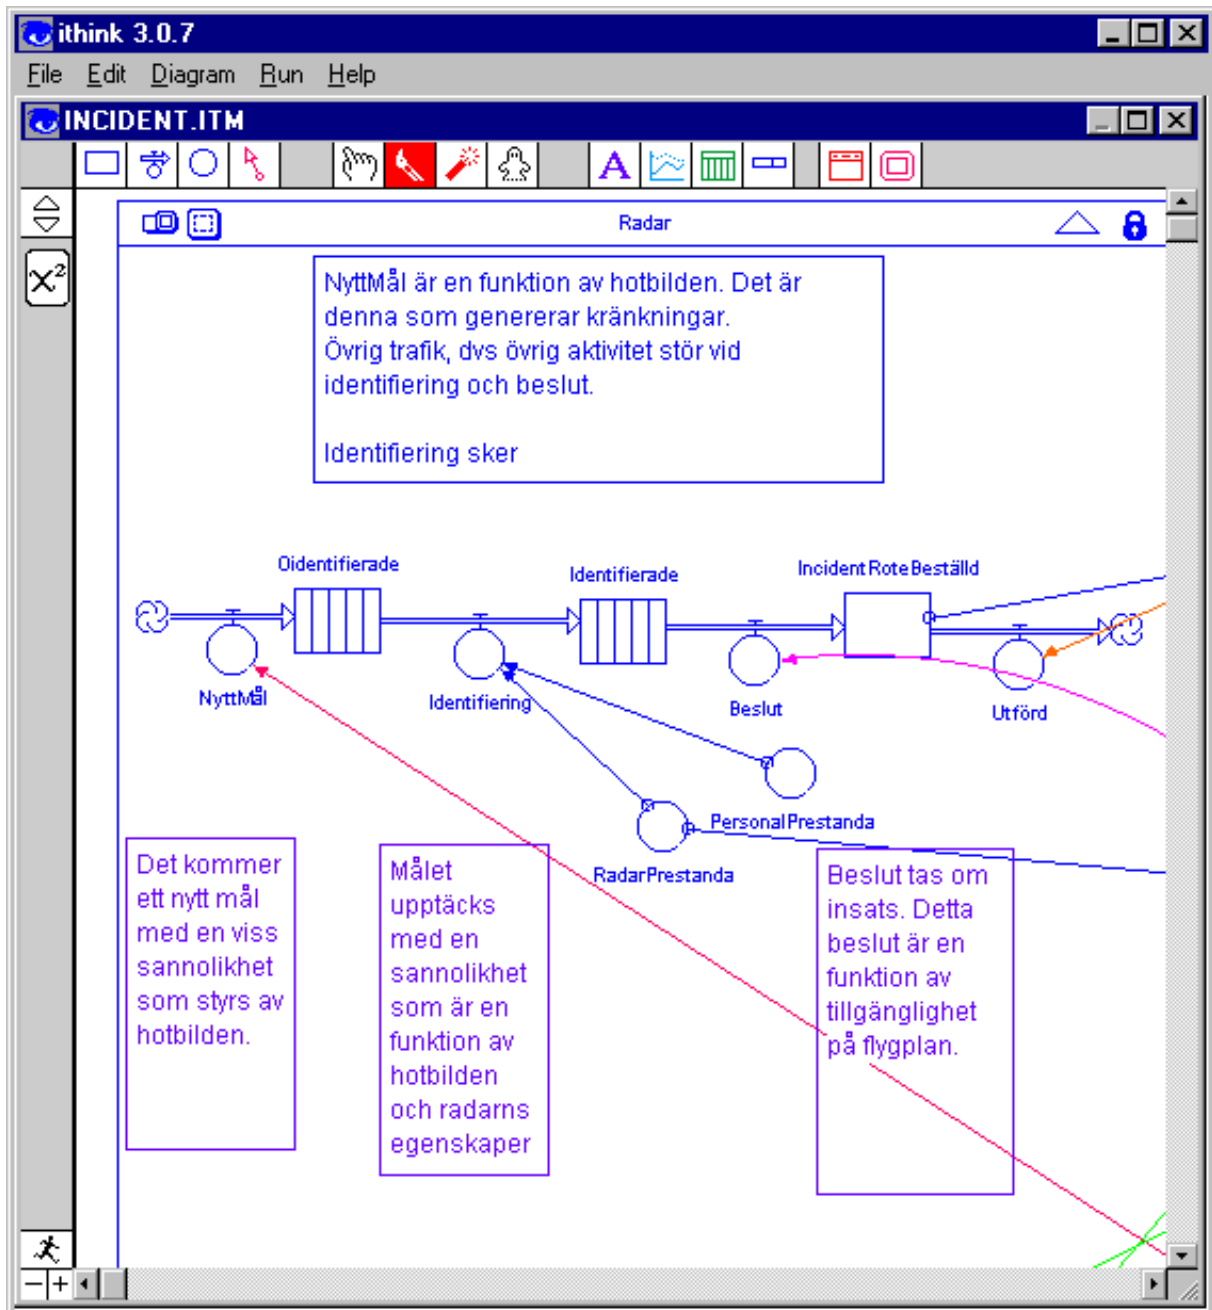 ithink 3.0.7
File Edit Diagram Run Help
INCIDENT.ITM
A
Radar
X²
NyttMål är en funktion av hotbilden. Det är
denna som genererar kränkningar.
Övrig trafik, dvs övrig aktivitet stör vid
identifiering och beslut.
Identifiering sker
Oidentifierade
Identifierade
IncidentRoteBeställd
NyttMål
Identifiering
Beslut
Utförd
PersonalPrestanda
RadarPrestanda
Det kommer
ett nytt mål
med en viss
sannolikhet
som styrs av
hotbilden.
Målet
upptäcks
med en
sannolikhet
som är en
funktion av
hotbilden
och radarns
egenskaper
Beslut tas om
insats. Detta
beslut är en
funktion av
tillgänglighet
på flygplan.